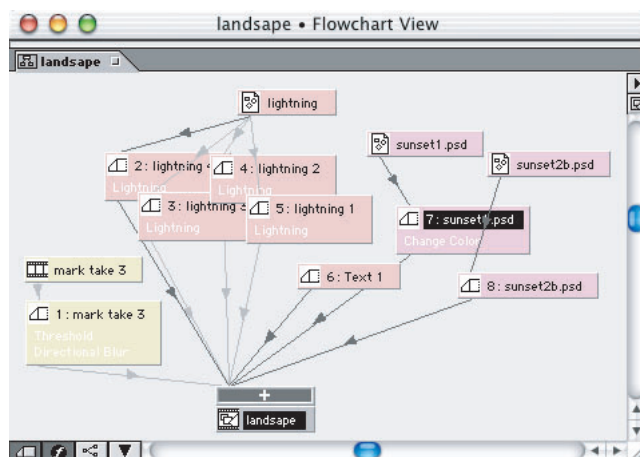 landsape • Flowchart View
landsape
lightning
sunset1.psd
sunset2b.psd
2 : lightning 4
Lightning
4 : lightning 2
Lightning
3 : lightning 3
Lightning
5 : lightning 1
Lightning
7 : sunset1.psd
Change Color
mark take 3
6 : Text 1
8 : sunset2b.psd
1 : mark take 3
Threshold
Directional Blur
landsape